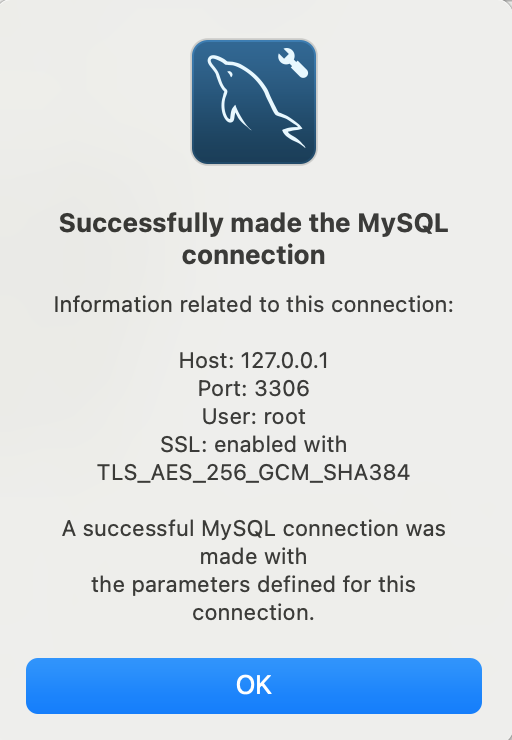 Successfully made the MySQL
connection
Information related to this connection:
Host: 127.0.0.1
Port: 3306
User: root
SSL: enabled with
TLS_AES_256_GCM_SHA384
A successful MySQL connection was
made with
the parameters defined for this
connection.
OK